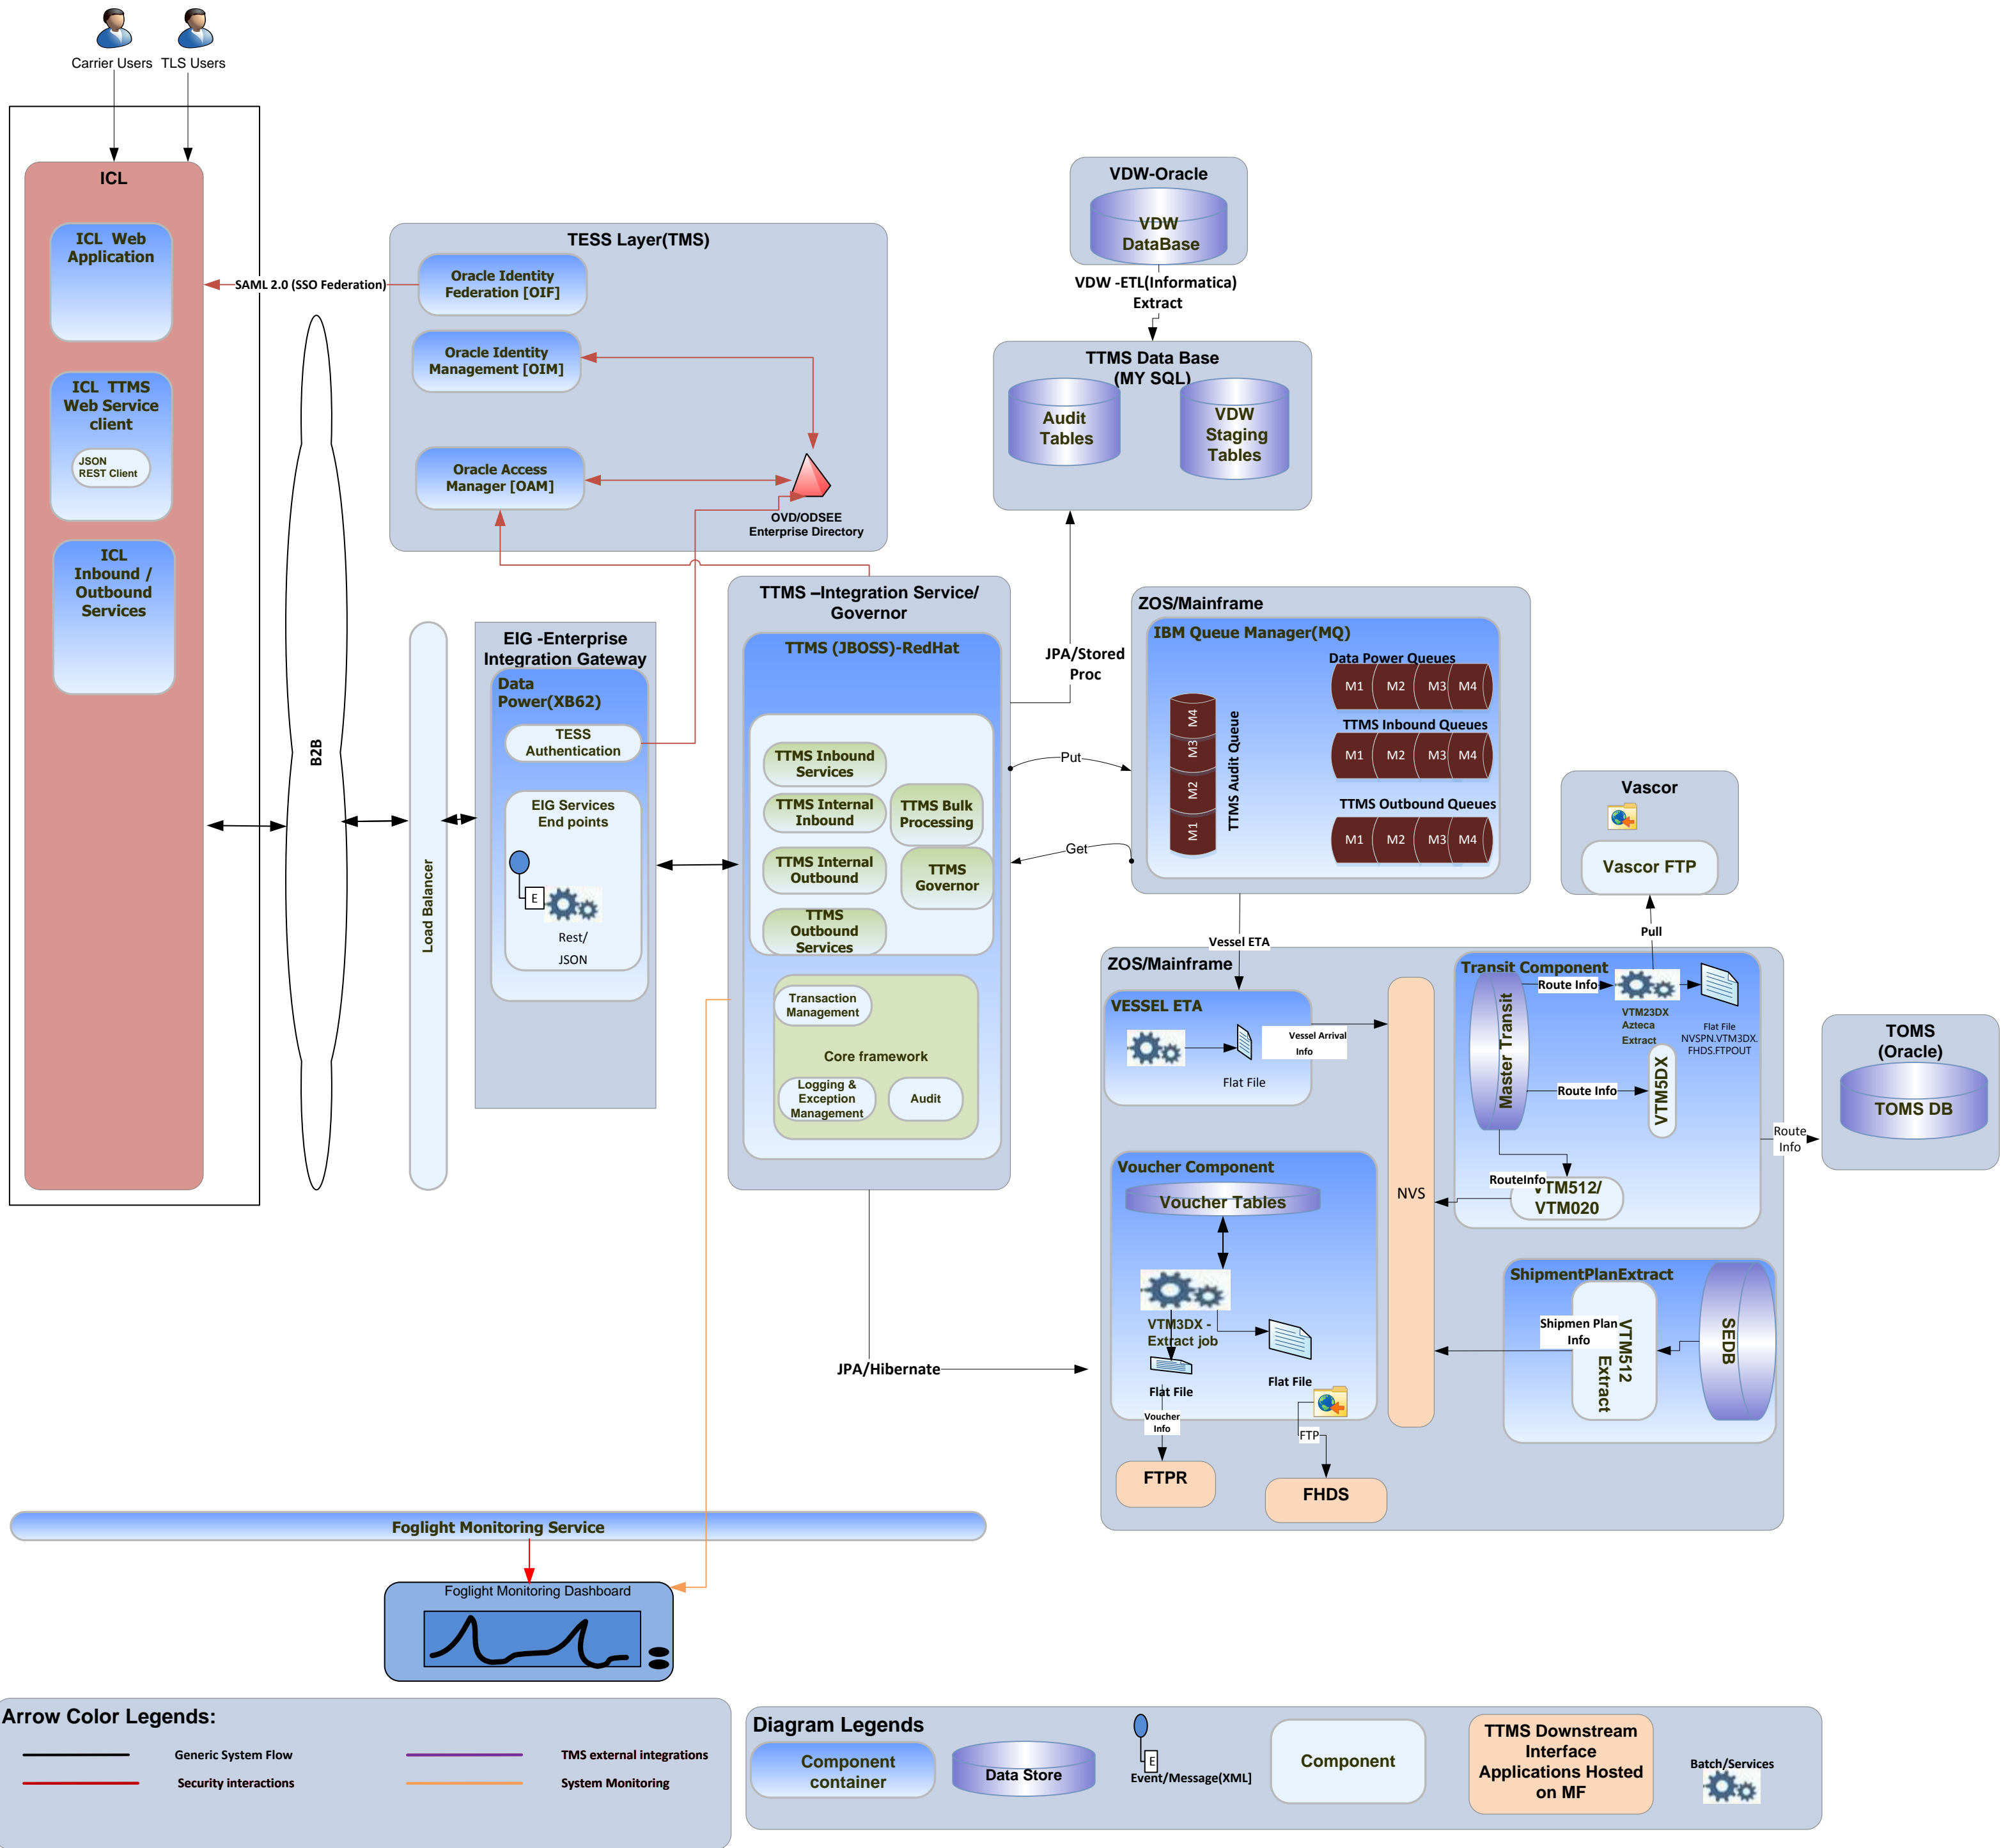 Carrier Users
TLS Users
ICL
ICL  Web
Application
ICL  TTMS
Web Service
client
JSON
REST Client
ICL
Inbound /
Outbound
Services
SAML 2.0 (SSO Federation)
B2B
Load Balancer
TESS Layer(TMS)
Oracle Identity
Federation [OIF]
Oracle Identity
Management [OIM]
Oracle Access
Manager [OAM]
OVD/ODSEE
Enterprise Directory
EIG -Enterprise
Integration Gateway
Data
Power(XB62)
TESS
Authentication
EIG Services
End points
E
Rest/
JSON
TTMS –Integration Service/
Governor
TTMS (JBOSS)-RedHat
TTMS Inbound
Services
TTMS Internal
Inbound
TTMS Bulk
Processing
TTMS Internal
Outbound
TTMS
Governor
TTMS
Outbound
Services
Transaction
Management
Core framework
Logging &
Exception
Management
Audit
VDW-Oracle
VDW
DataBase
VDW -ETL(Informatica)
Extract
TTMS Data Base
(MY SQL)
Audit
Tables
VDW
Staging
Tables
JPA/Stored
Proc
Put
Get
JPA/Hibernate
ZOS/Mainframe
IBM Queue Manager(MQ)
M4
M3
M2
M1
TTMS Audit Queue
Data Power Queues
M1 M2 M3 M4
TTMS Inbound Queues
M1 M2 M3 M4
TTMS Outbound Queues
M1 M2 M3 M4
Vessel ETA
Vascor
Vascor FTP
Pull
ZOS/Mainframe
VESSEL ETA
Flat File
Vessel Arrival
Info
Voucher Component
Voucher Tables
VTM3DX -
Extract job
Flat File
Flat File
Voucher
Info
FTP
FTPR
FHDS
NVS
Transit Component
Master Transit
Route Info
VTM23DX
Azteca
Extract
Flat File
NVSPN.VTM3DX.
FHDS.FTPOUT
Route Info
VTM5DX
RouteInfo
VTM512/
VTM020
ShipmentPlanExtract
Shipmen Plan
Info
VTM512
Extract
SEDB
Route
Info
TOMS
(Oracle)
TOMS DB
Foglight Monitoring Service
Foglight Monitoring Dashboard
Arrow Color Legends:
Generic System Flow
TMS external integrations
Security interactions
System Monitoring
Diagram Legends
Component
container
Data Store
E
Event/Message(XML]
Component
TTMS Downstream
Interface
Applications Hosted
on MF
Batch/Services